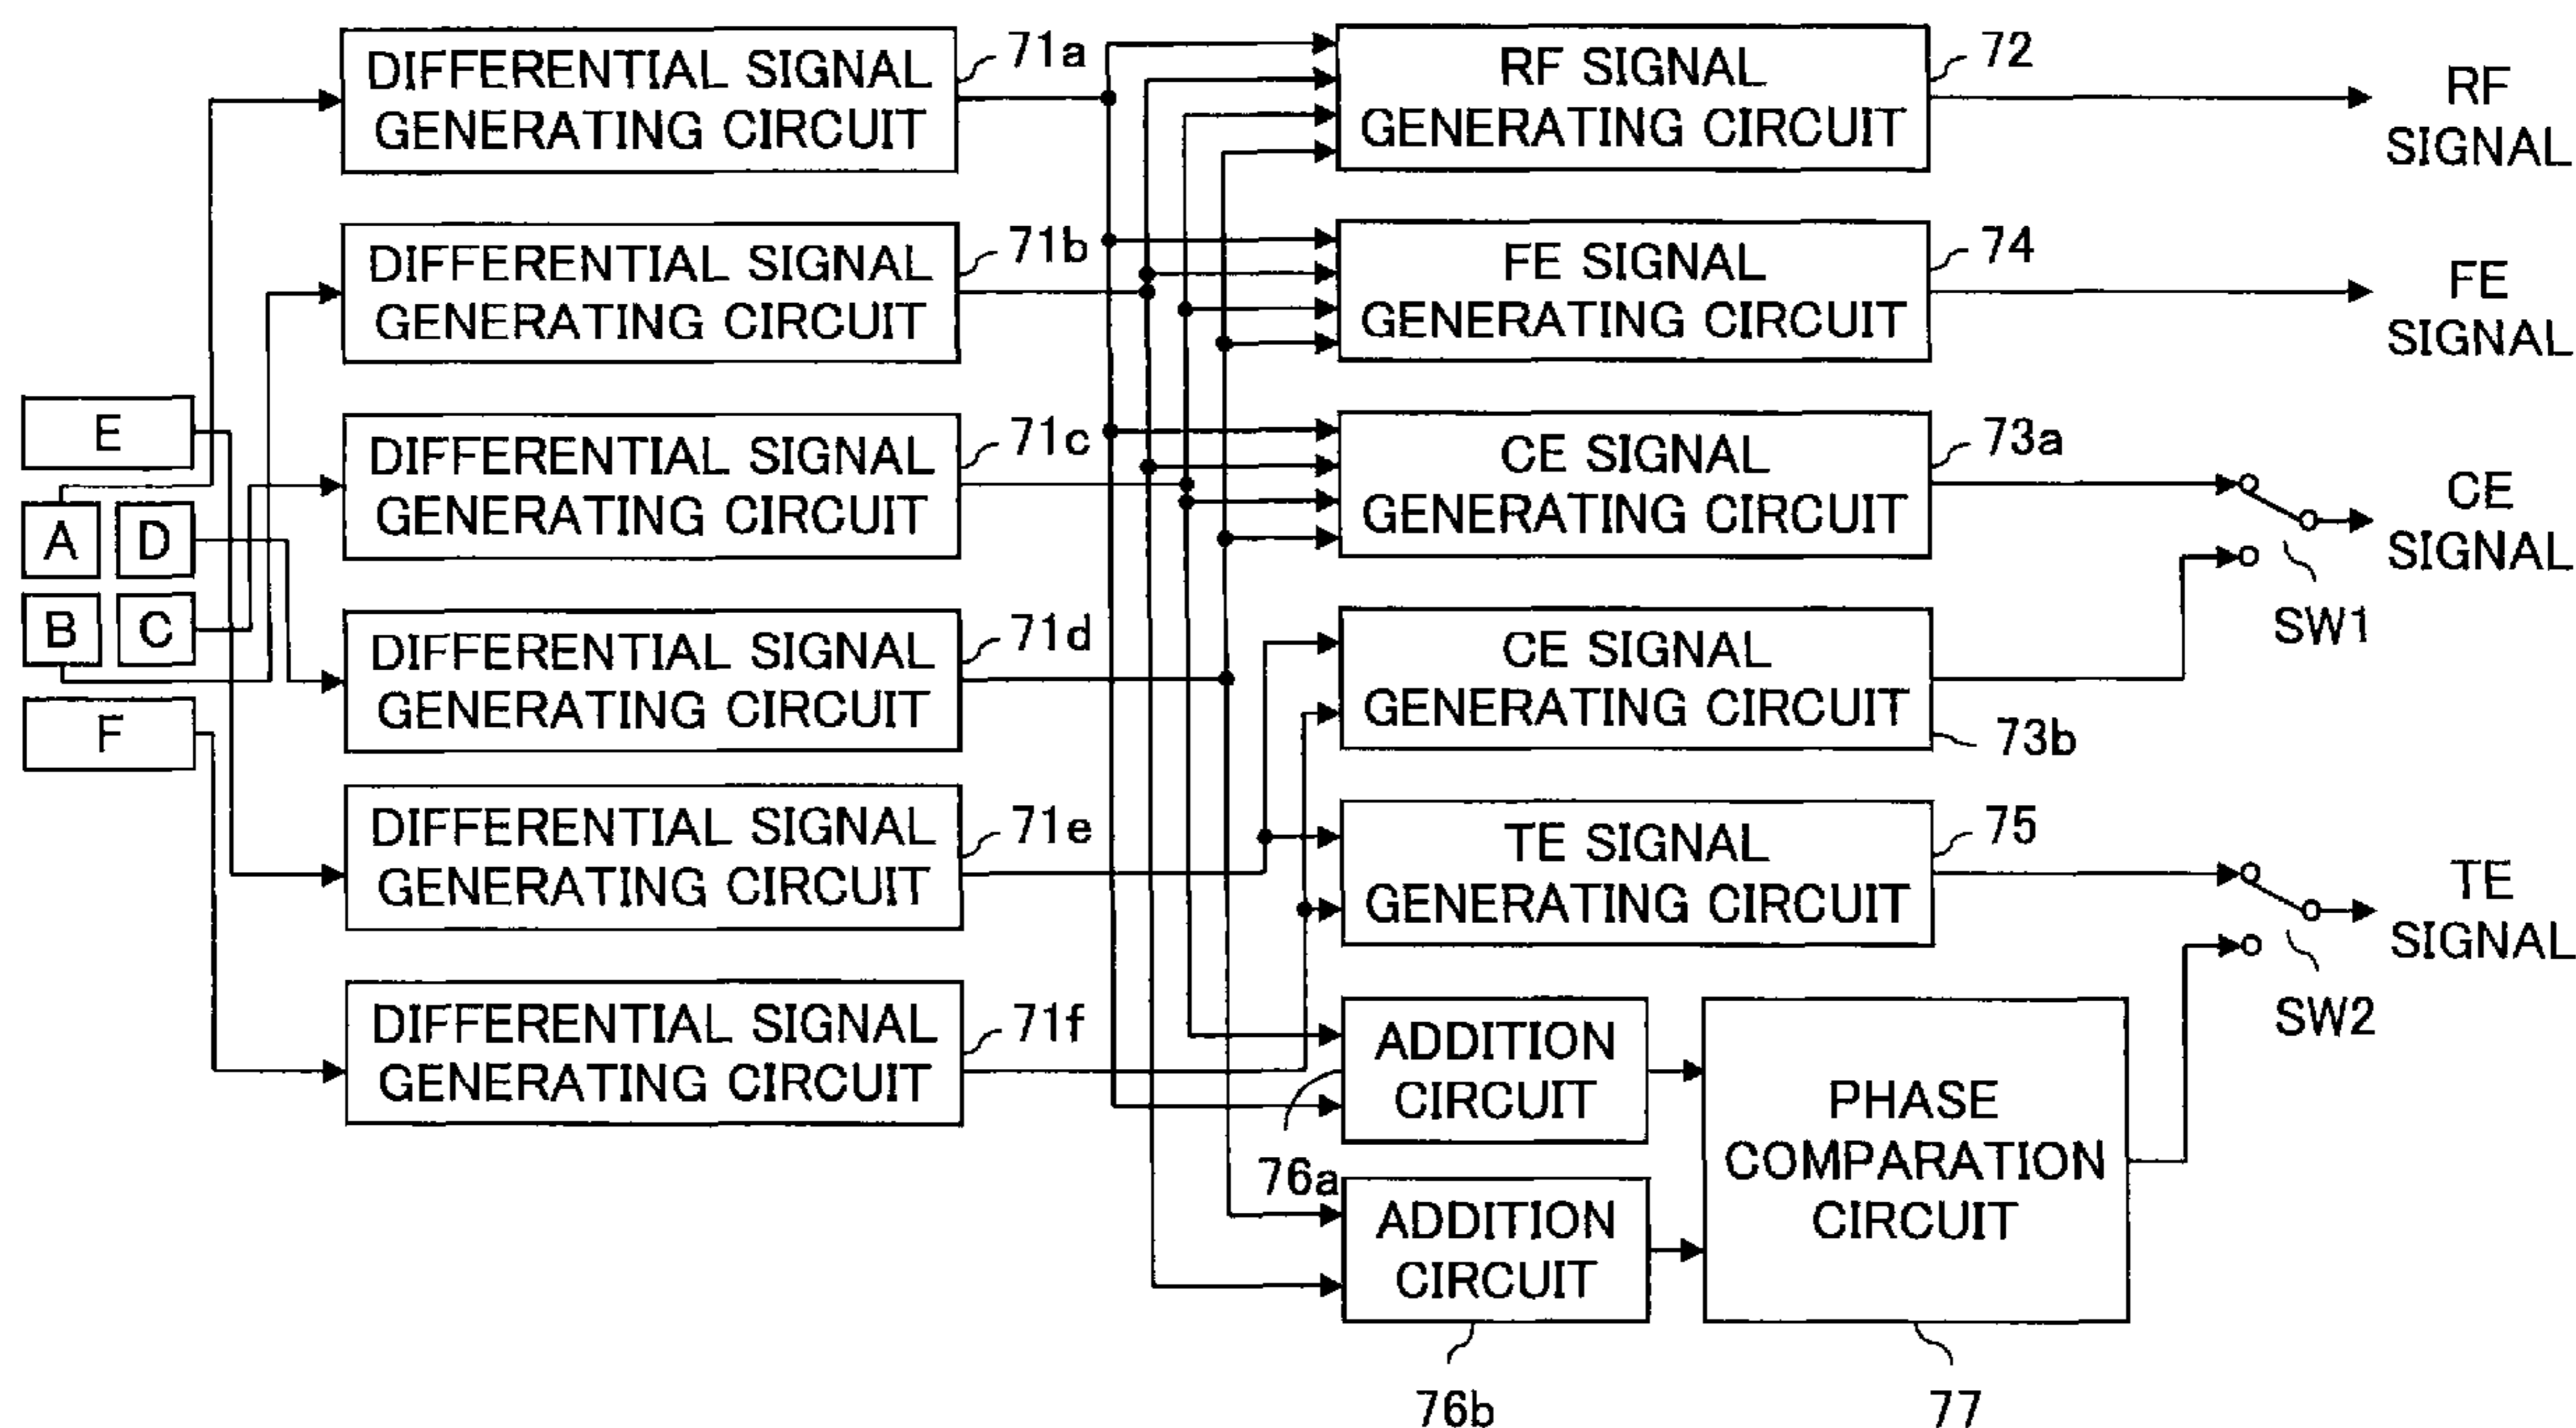 DIFFERENTIAL SIGNAL
GENERATING CIRCUIT
71a
RF SIGNAL
GENERATING CIRCUIT
72
RF
SIGNAL
DIFFERENTIAL SIGNAL
GENERATING CIRCUIT
71b
FE SIGNAL
GENERATING CIRCUIT
74
FE
SIGNAL
E
A
D
B
C
F
DIFFERENTIAL SIGNAL
GENERATING CIRCUIT
71c
CE SIGNAL
GENERATING CIRCUIT
73a
CE
SIGNAL
SW1
DIFFERENTIAL SIGNAL
GENERATING CIRCUIT
71d
CE SIGNAL
GENERATING CIRCUIT
73b
DIFFERENTIAL SIGNAL
GENERATING CIRCUIT
71e
TE SIGNAL
GENERATING CIRCUIT
75
TE
SIGNAL
SW2
DIFFERENTIAL SIGNAL
GENERATING CIRCUIT
71f
ADDITION
CIRCUIT
76a
ADDITION
CIRCUIT
76b
PHASE
COMPARATION
CIRCUIT
77